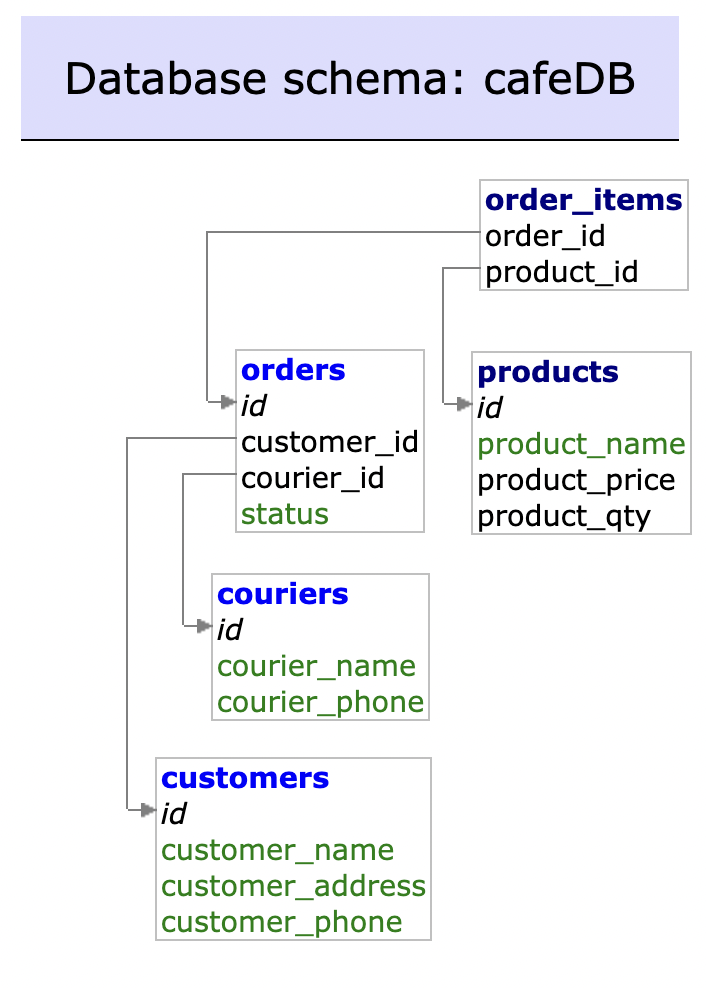 Database schema: cafeDB
order_items
order_id
product_id
orders
id
customer_id
courier_id
status
products
id
product_name
product_price
product_qty
couriers
id
courier_name
courier_phone
customers
id
customer_name
customer_address
customer_phone